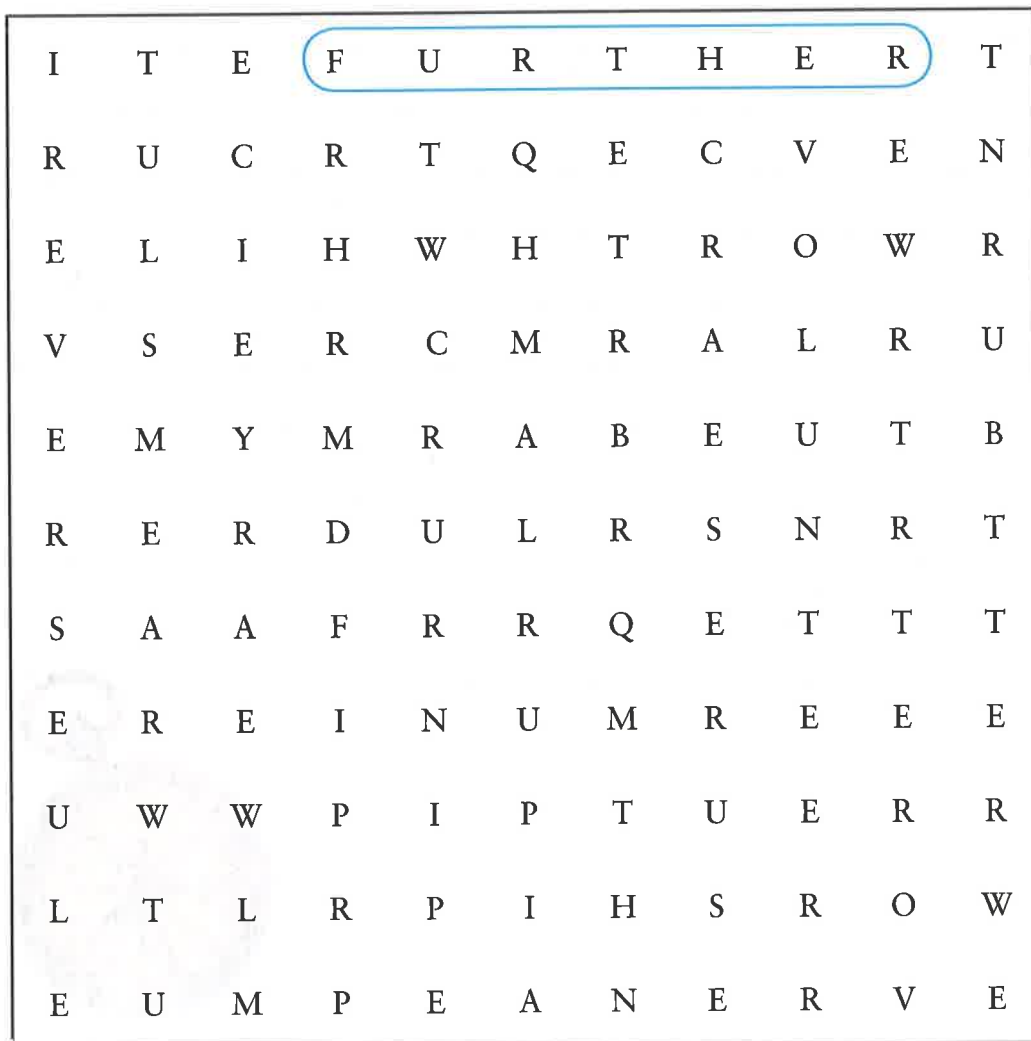 I T E F U R T H E R T
R U C R T Q E C V E N
E L I H W H T R O W R
V S E R C M R A L R U
E M Y M R A B E U T B
R E R D U L R S N R T
S A A F R R Q E T T T
E R E I N U M R E E E
U W W P I P T U E R R
L T L R P I H S R O W
E U M P E A N E R V E